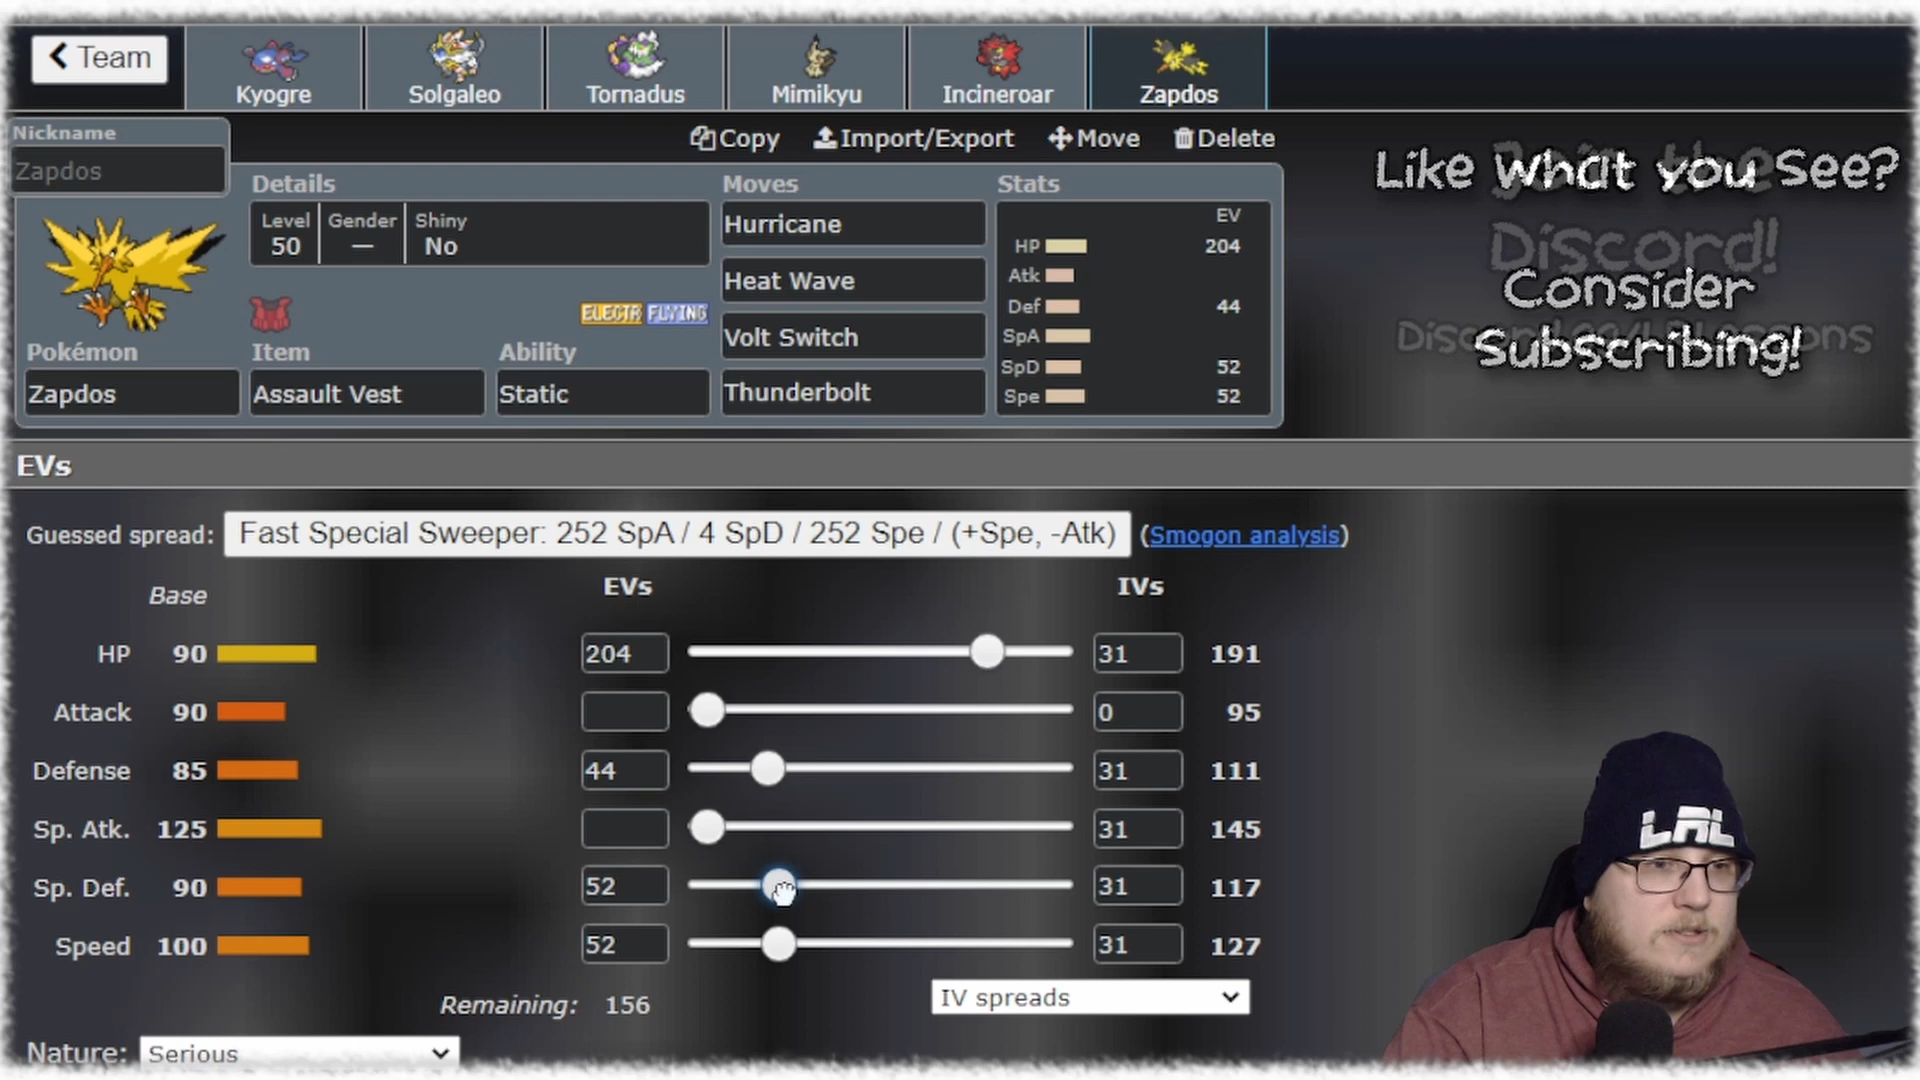 Team
Kyogre
Solgaleo
Tornadus
Mimikyu
Incineroar
Zapdos
Nickname
Zapdos
Copy
Import/Export
Move
Delete
Like What you See?
Discord!
Consider
Subscribing!
Details
Level
50
Gender
—
Shiny
No
ELECTR FLYING
Pokémon
Zapdos
Item
Assault Vest
Ability
Static
Moves
Hurricane
Heat Wave
Volt Switch
Thunderbolt
Stats
EV
HP 204
Atk
Def 44
SpA
SpD 52
Spe 52
EVs
Guessed spread: Fast Special Sweeper: 252 SpA / 4 SpD / 252 Spe / (+Spe, -Atk) (Smogon analysis)
Base EVs IVs
HP 90 204 31 191
Attack 90 0 95
Defense 85 44 31 111
Sp. Atk. 125 31 145
Sp. Def. 90 52 31 117
Speed 100 52 31 127
Remaining: 156
IV spreads
Nature: Serious
LRL